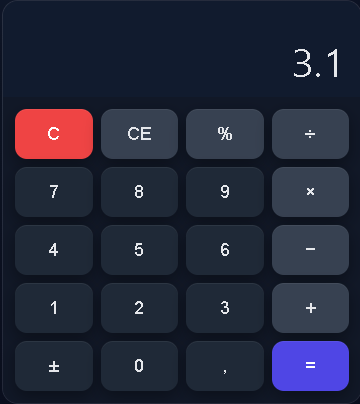 3.1
C CE % ÷
7 8 9 ×
4 5 6 −
1 2 3 +
± 0 , =